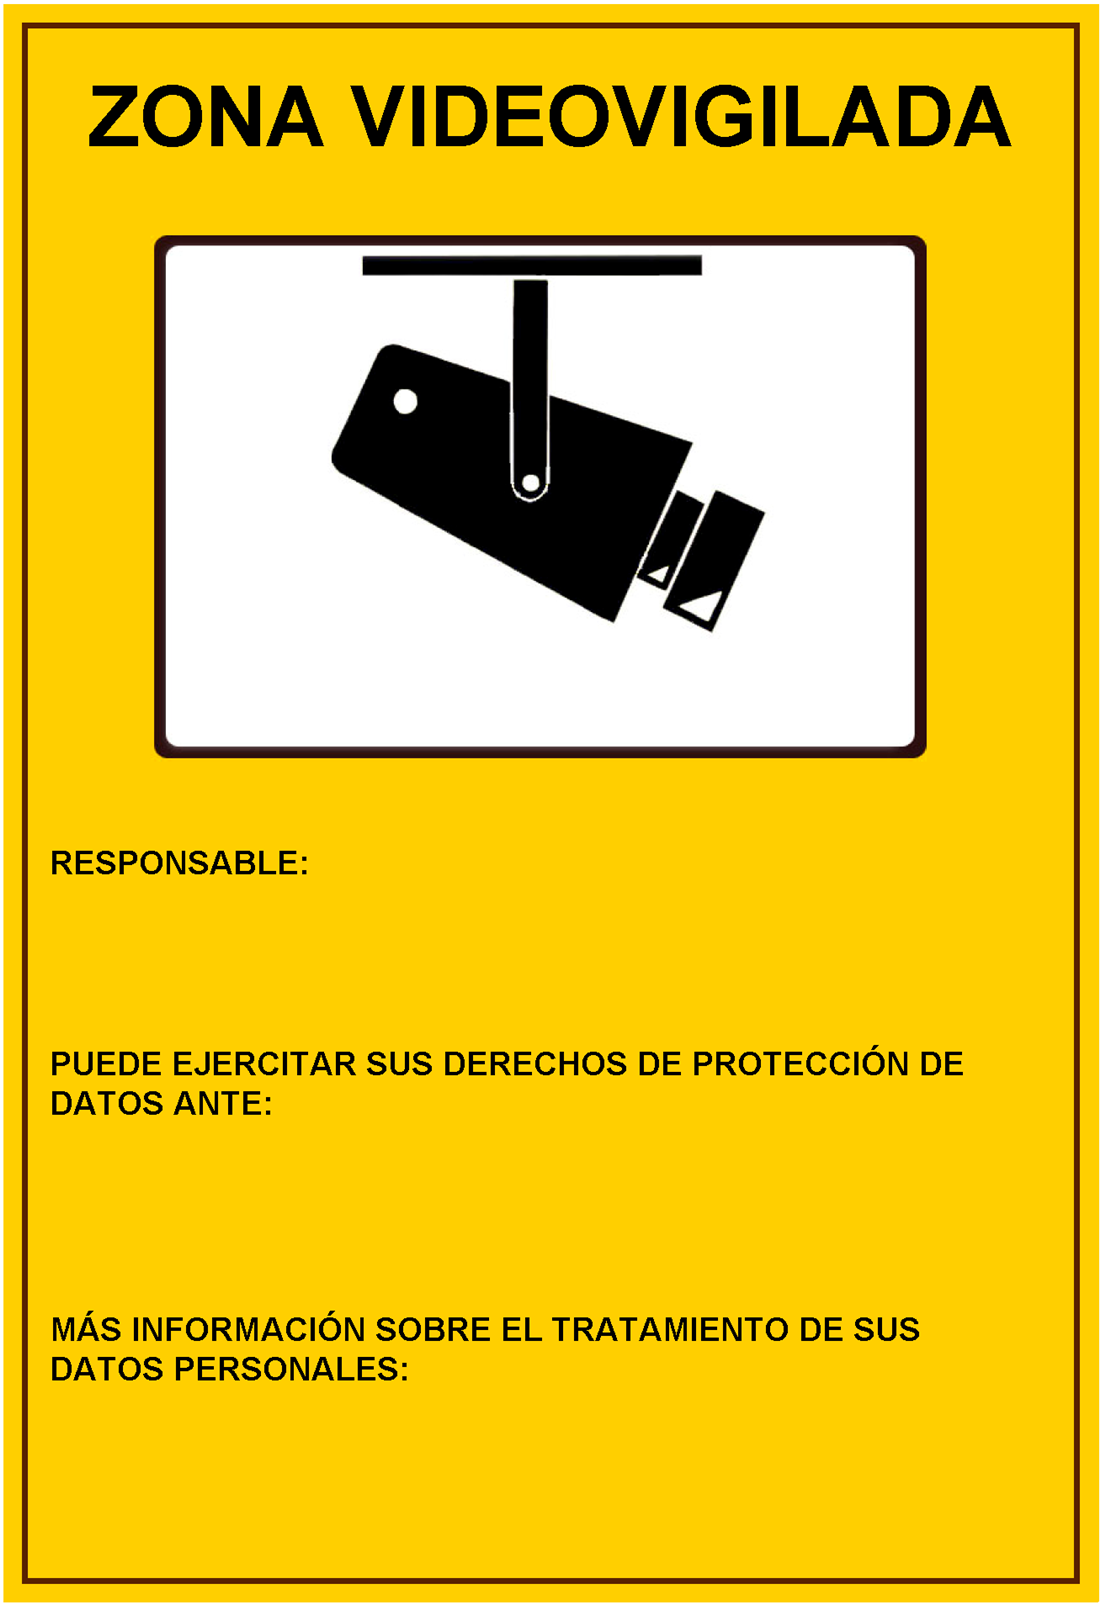 ZONA VIDEOVIGILADA
RESPONSABLE:
PUEDE EJERCITAR SUS DERECHOS DE PROTECCIÓN DE
DATOS ANTE:
MÁS INFORMACIÓN SOBRE EL TRATAMIENTO DE SUS
DATOS PERSONALES: